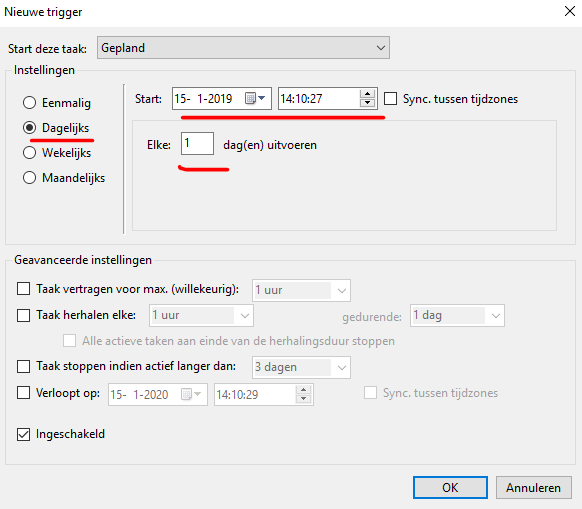 Nieuwe trigger
Start deze taak: Gepland
Instellingen
Eenmalig
Dagelijks
Wekelijks
Maandelijks
Start: 15- 1-2019 14:10:27 Sync. tussen tijdzones
Elke: 1 dag(en) uitvoeren
Geavanceerde instellingen
Taak vertragen voor max. (willekeurig): 1 uur
Taak herhalen elke: 1 uur gedurende: 1 dag
Alle actieve taken aan einde van de herhalingsduur stoppen
Taak stoppen indien actief langer dan: 3 dagen
Verloopt op: 15- 1-2020 14:10:29 Sync. tussen tijdzones
Ingeschakeld
OK Annuleren